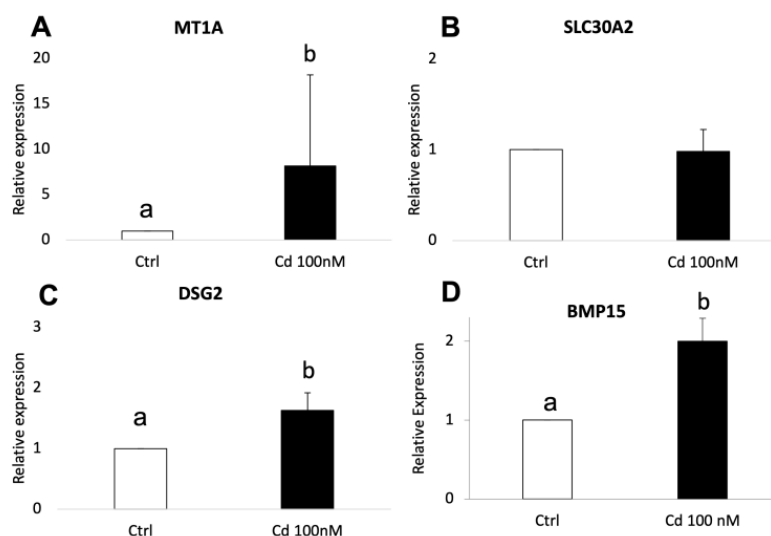 A
MT1A
Relative expression
20
15
10
5
0
a
b
Ctrl
Cd 100nM
B
SLC30A2
Relative expression
2
1
0
Ctrl
Cd 100nM
C
DSG2
Relative expression
3
2
1
0
a
b
Ctrl
Cd 100nM
D
BMP15
Relative Expression
2
1
0
a
b
Ctrl
Cd 100 nM